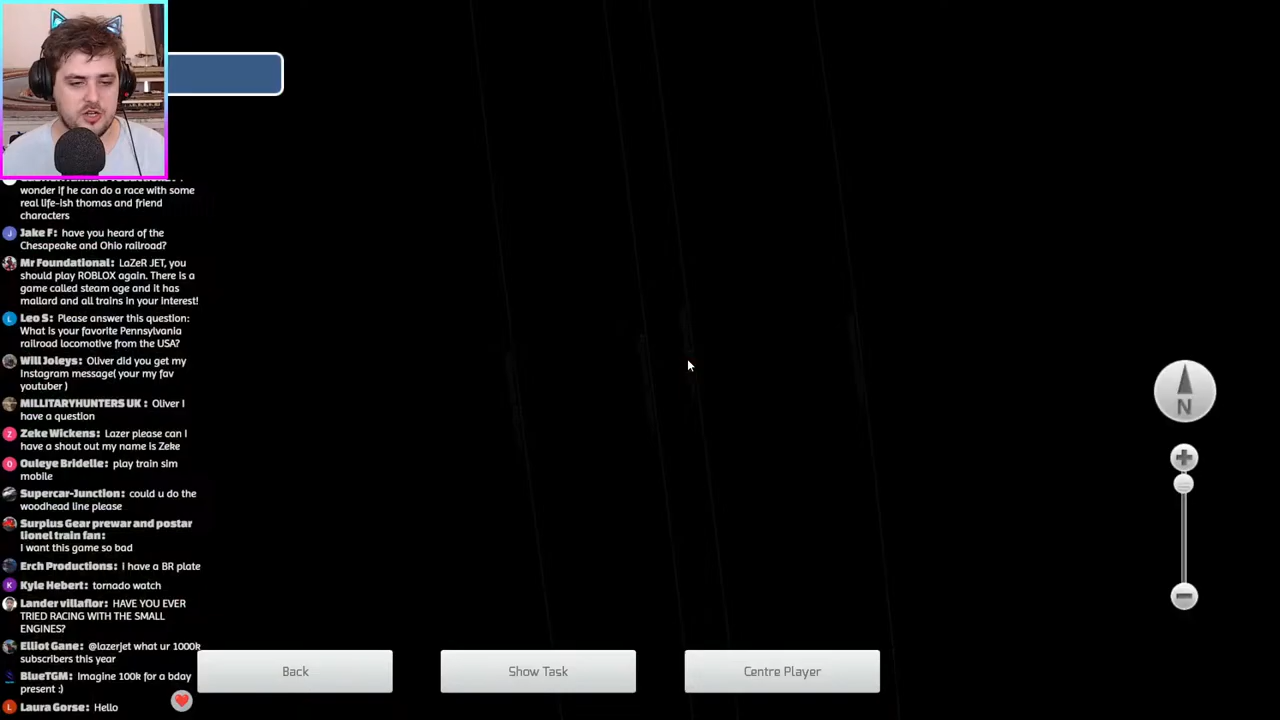 wonder if he can do a race with some
real life-ish thomas and friend
characters
Jake F: have you heard of the
Chesapeake and Ohio railroad?
Mr Foundational: LaZeR JET, you
should play ROBLOX again. There is a
game called steam age and it has
mallard and all trains in your interest!
Leo S: Please answer this question:
What is your favorite Pennsylvania
railroad locomotive from the USA?
Will Joleys: Oliver did you get my
Instagram message( your my fav
youtuber )
MILLITARYHUNTERS UK : Oliver I
have a question
Zeke Wickens: Lazer please can I
have a shout out my name is Zeke
Ouleye Bridelle: play train sim
mobile
Supercar-Junction: could u do the
woodhead line please
Surplus Gear prewar and postar
lionel train fan:
I want this game so bad
Erch Productions: I have a BR plate
Kyle Hebert: tornado watch
Lander villaflor: HAVE YOU EVER
TRIED RACING WITH THE SMALL
ENGINES?
Elliot Gane: @lazerjet what ur 1000k
subscribers this year
BlueTGM: Imagine 100k for a bday
present :)
Laura Gorse: Hello
N
Back
Show Task
Centre Player